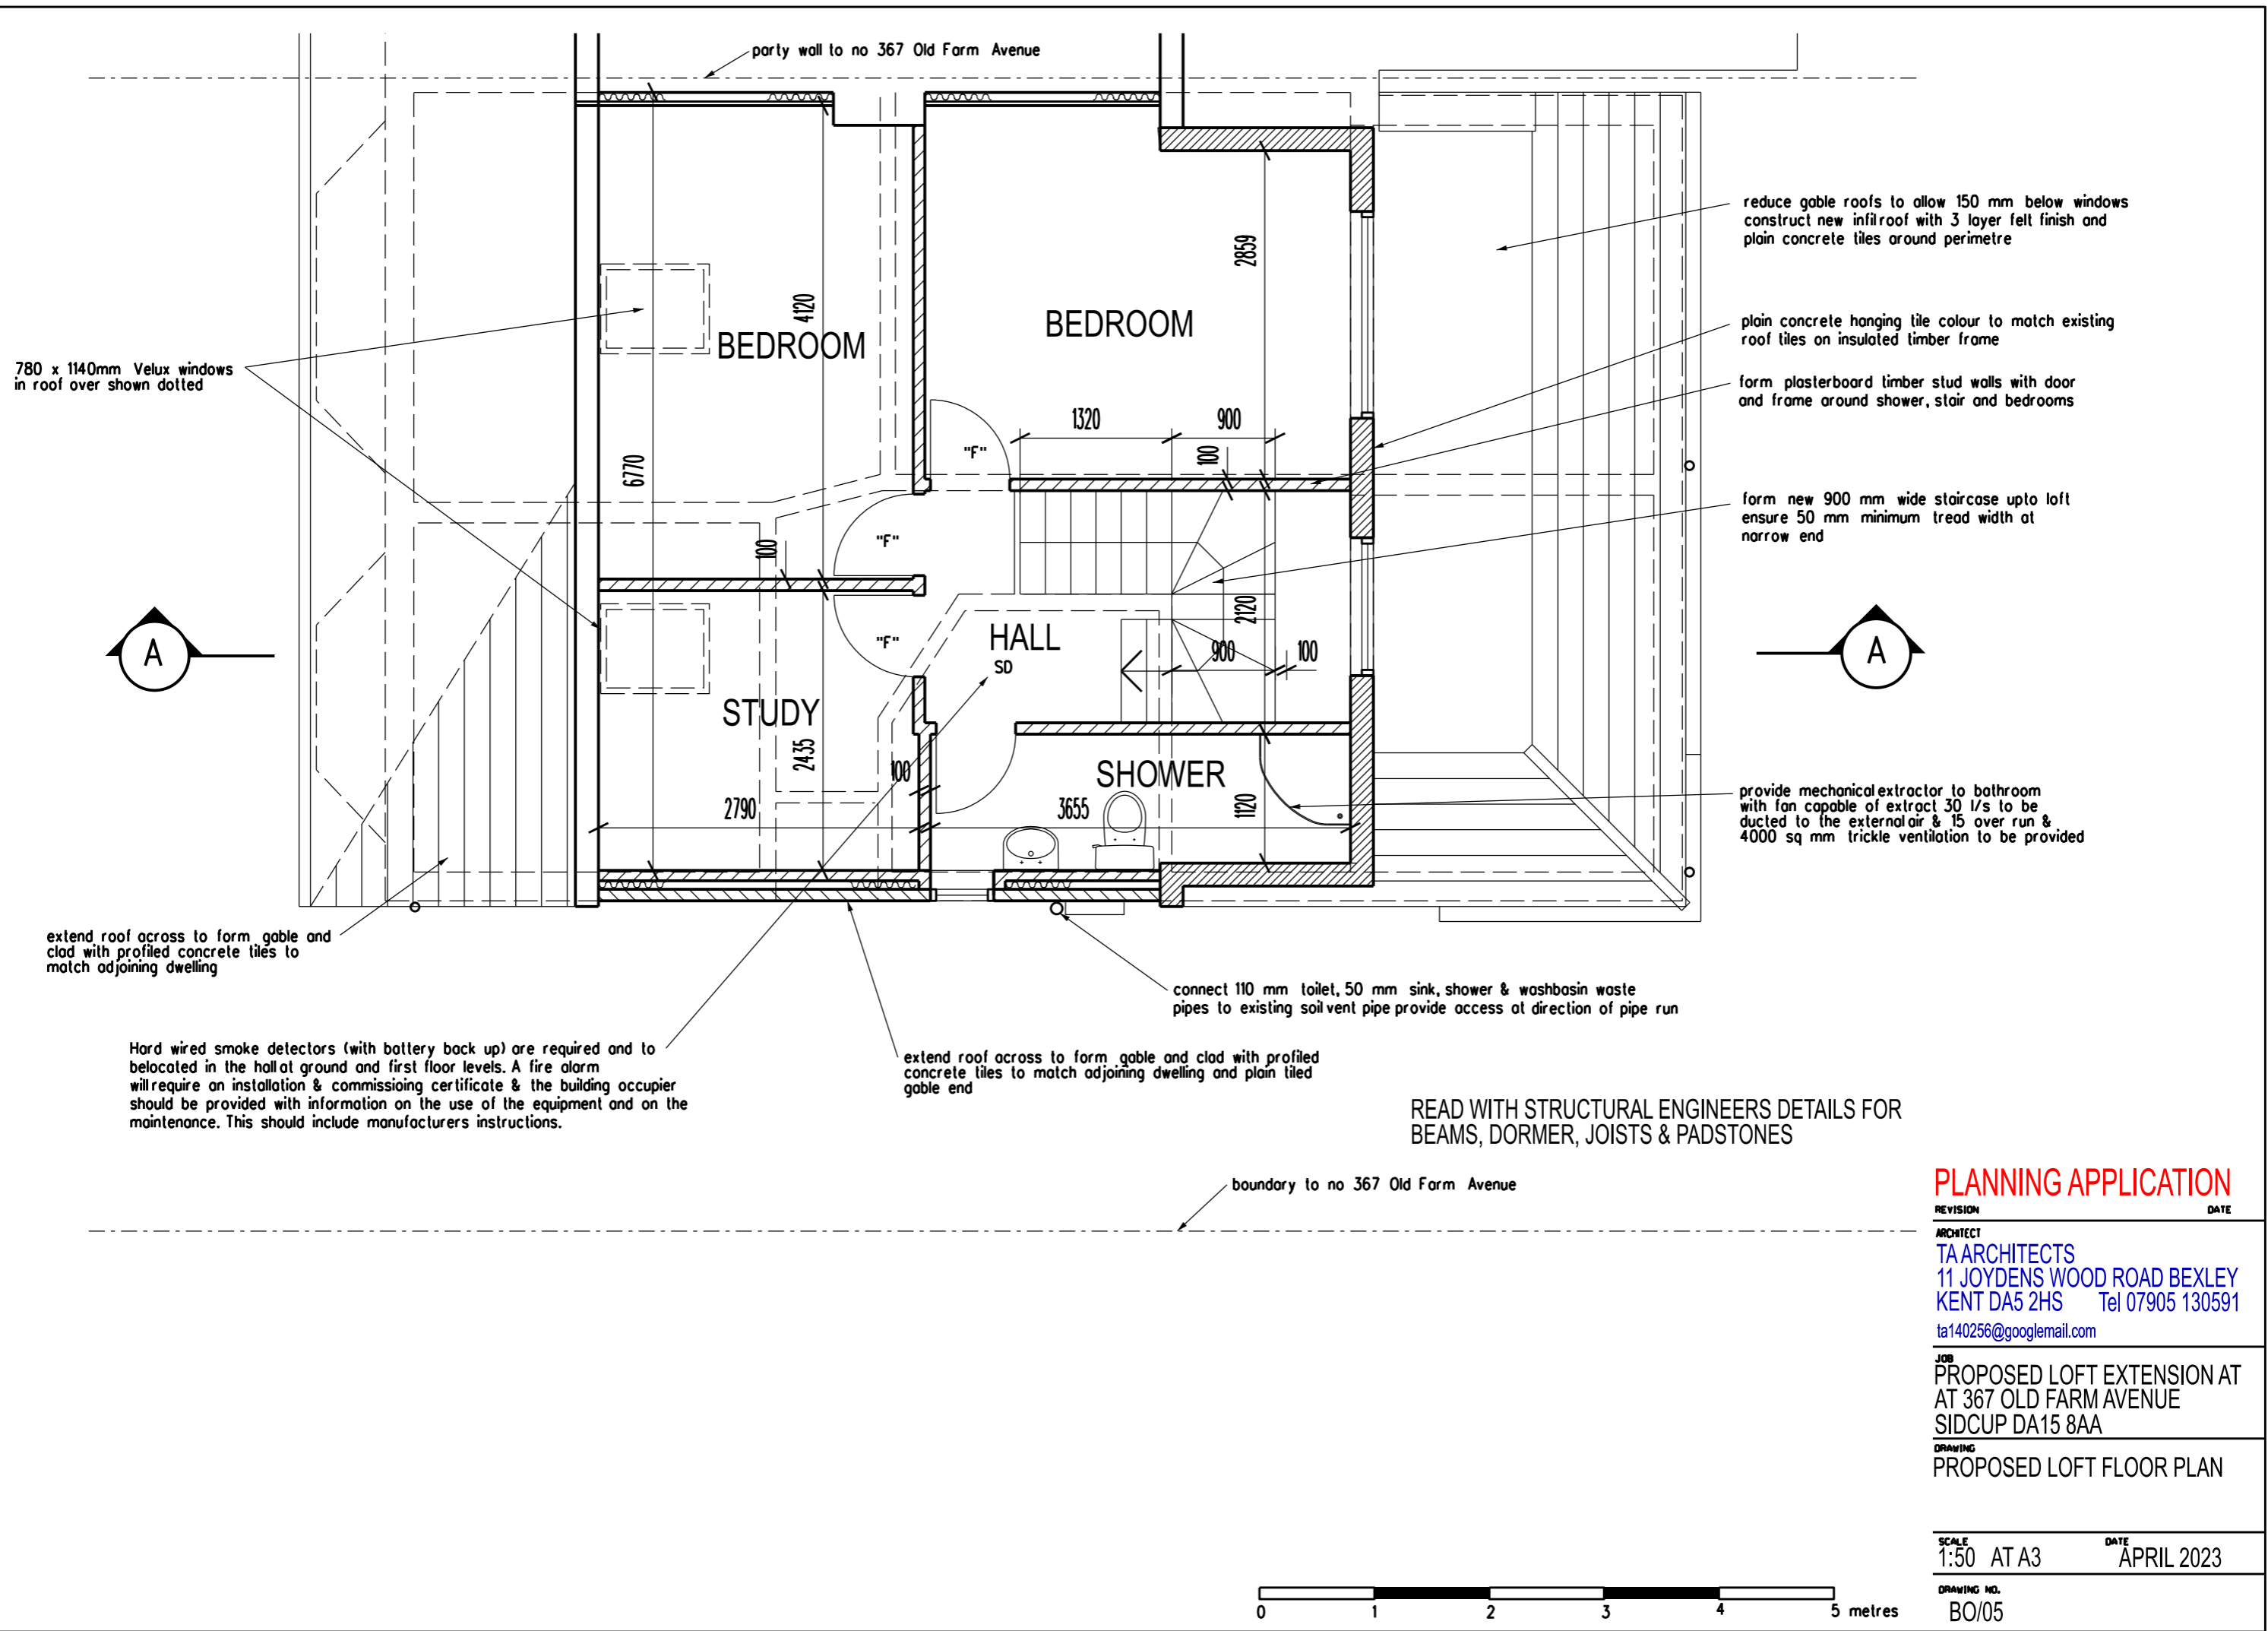 party wall to no 367 Old Farm Avenue
reduce gable roofs to allow 150 mm below windows
construct new infil roof with 3 layer felt finish and
plain concrete tiles around perimetre
plain concrete hanging tile colour to match existing
roof tiles on insulated timber frame
form plasterboard timber stud walls with door
and frame around shower, stair and bedrooms
form new 900 mm wide staircase upto loft
ensure 50 mm minimum tread width at
narrow end
780 x 1140mm Velux windows
in roof over shown dotted
2859
4120
BEDROOM
BEDROOM
1320
900
"F"
100
6770
100
"F"
"F"
HALL
SD
2120
900
100
A
A
STUDY
2435
100
2790
SHOWER
3655
1120
provide mechanical extractor to bathroom
with fan capable of extract 30 l/s to be
ducted to the external air & 15 over run &
4000 sq mm trickle ventilation to be provided
extend roof across to form gable and
clad with profiled concrete tiles to
match adjoining dwelling
connect 110 mm toilet, 50 mm sink, shower & washbasin waste
pipes to existing soil vent pipe provide access at direction of pipe run
Hard wired smoke detectors (with battery back up) are required and to
belocated in the hall at ground and first floor levels. A fire alarm
will require an installation & commissioing certificate & the building occupier
should be provided with information on the use of the equipment and on the
maintenance. This should include manufacturers instructions.
extend roof across to form gable and clad with profiled
concrete tiles to match adjoining dwelling and plain tiled
gable end
READ WITH STRUCTURAL ENGINEERS DETAILS FOR
BEAMS, DORMER, JOISTS & PADSTONES
boundary to no 367 Old Farm Avenue
PLANNING APPLICATION
REVISION DATE
ARCHITECT
TA ARCHITECTS
11 JOYDENS WOOD ROAD BEXLEY
KENT DA5 2HS Tel 07905 130591
ta140256@googlemail.com
JOB
PROPOSED LOFT EXTENSION AT
AT 367 OLD FARM AVENUE
SIDCUP DA15 8AA
DRAWING
PROPOSED LOFT FLOOR PLAN
SCALE DATE
1:50 AT A3 APRIL 2023
DRAWING NO.
BO/05
0 1 2 3 4 5 metres